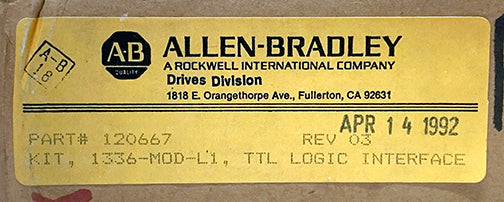 A-B
18
A-B
QUALITY
ALLEN-BRADLEY
A ROCKWELL INTERNATIONAL COMPANY
Drives Division
1818 E. Orangethorpe Ave., Fullerton, CA 92631
APR 14 1992
PART# 120667 REV 03
KIT, 1336-MOD-L1, TTL LOGIC INTERFACE